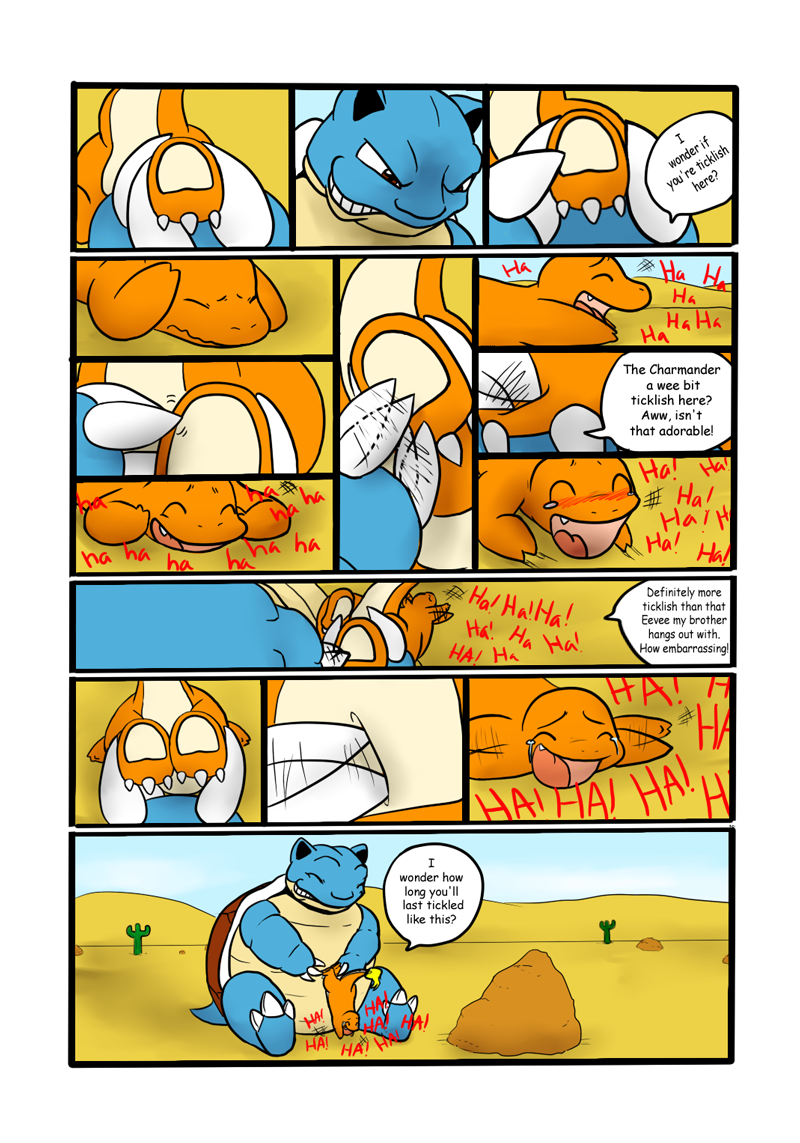 I
wonder if
you're ticklish
here?
Ha
Ha
Ha
Ha
Ha Ha
Ha
The Charmander
a wee bit
ticklish here?
Aww, isn't
that adorable!
ha
ha
ha
ha
ha
ha
ha
ha
ha
ha
Ha!
Ha!
Ha!
Ha!
Ha!
Ha!
Ha! Ha! Ha!
Ha! Ha Ha!
HA! Ha
Definitely more
ticklish than that
Eevee my brother
hangs out with.
How embarrassing!
HA!
HA!
HA! HA! HA!
I
wonder how
long you'll
last tickled
like this?
HA!
HA!
HA!
HA!
HA!
HA!
HA!